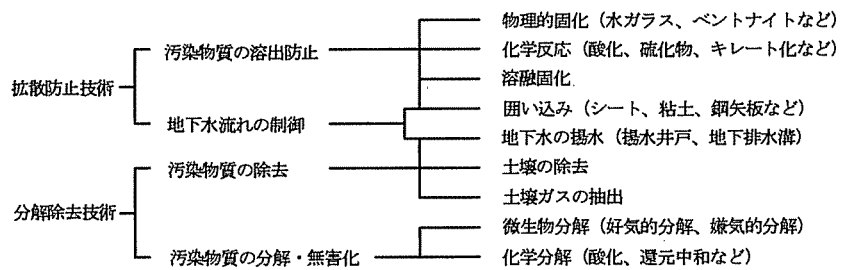 拡散防止技術
汚染物質の溶出防止
地下水流れの制御
物理的固化（水ガラス、ベントナイトなど）
化学反応（酸化、硫化物、キレート化など）
溶融固化
囲い込み（シート、粘土、鋼矢板など）
地下水の揚水（揚水井戸、地下排水溝）
分解除去技術
汚染物質の除去
土壌の除去
土壌ガスの抽出
汚染物質の分解・無害化
微生物分解（好気的分解、嫌気的分解）
化学分解（酸化、還元中和など）